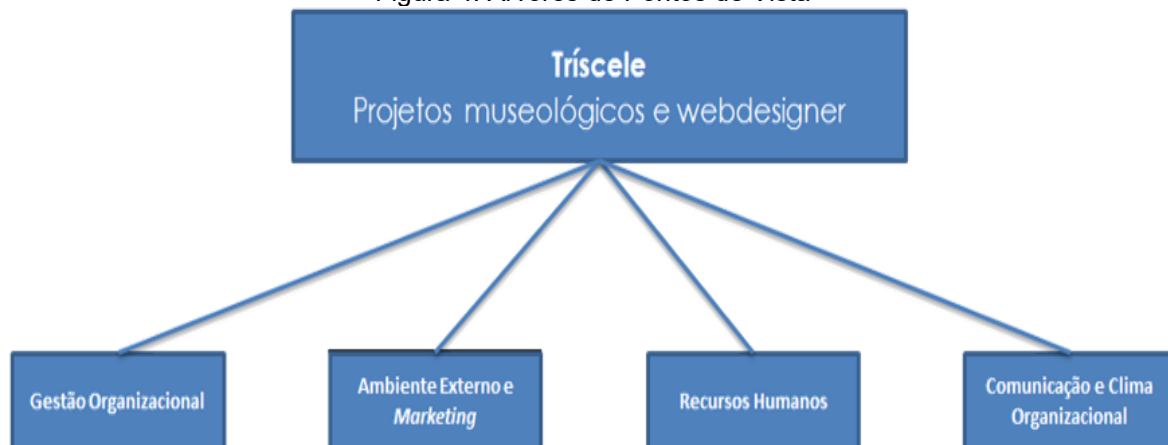 Tríscele
Projetos museológicos e webdesigner
Gestão Organizacional
Ambiente Externo e
Marketing
Recursos Humanos
Comunicação e Clima
Organizacional